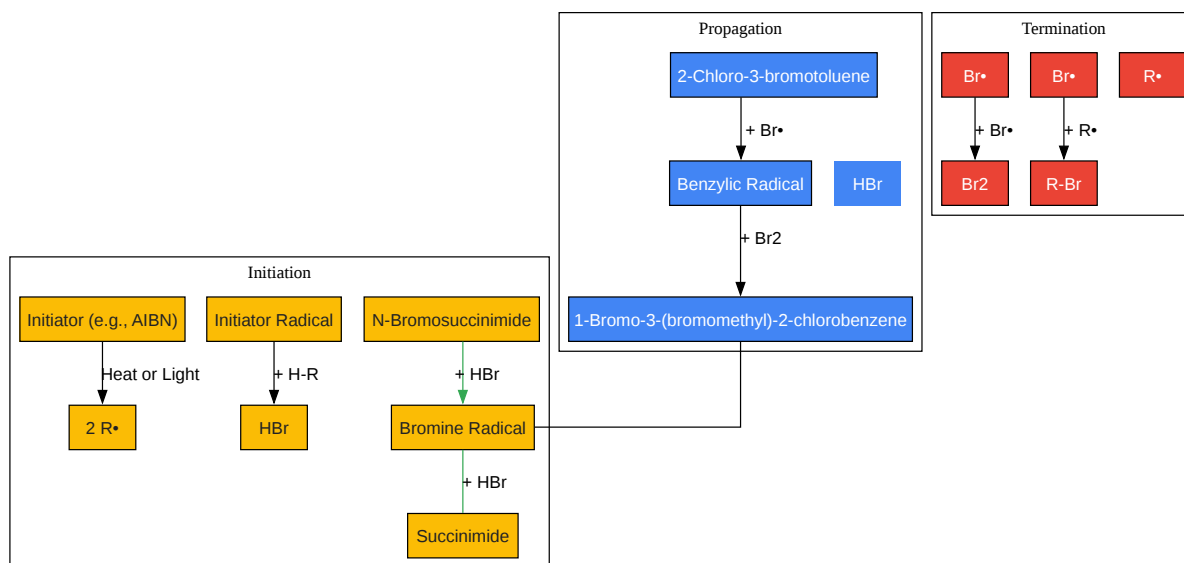 Propagation
2-Chloro-3-bromotoluene
+ Br•
Benzylic Radical
HBr
+ Br2
1-Bromo-3-(bromomethyl)-2-chlorobenzene
Termination
Br•
Br•
R•
+ Br•
+ R•
Br2
R-Br
Initiation
Initiator (e.g., AIBN)
Initiator Radical
N-Bromosuccinimide
Heat or Light
+ H-R
+ HBr
2 R•
HBr
Bromine Radical
+ HBr
Succinimide